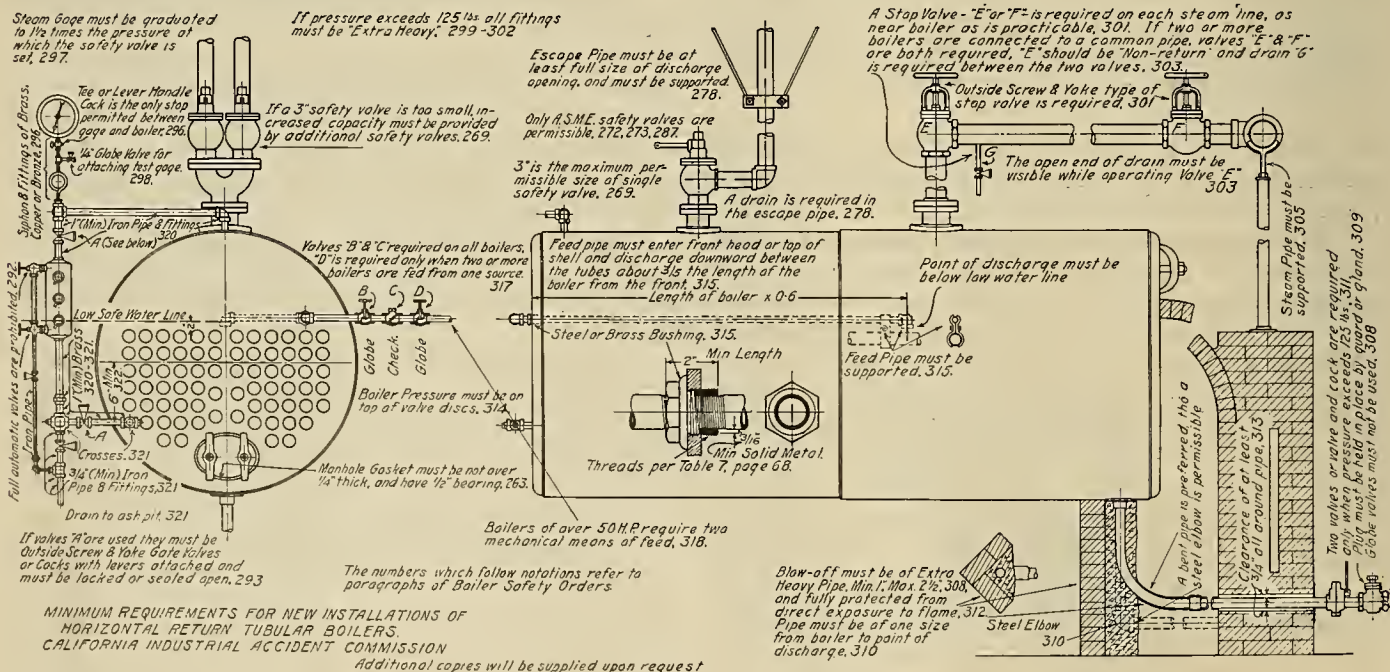 Steam Gage must be graduated
to 1½ times the pressure at
which the safety valve is
set, 297.
If pressure exceeds 125 lbs. all fittings
must be "Extra Heavy," 299-302
Tee or Lever Handle
Cock is the only stop
permitted between
gage and boiler, 296.
Syphon & Fittings of Brass,
Copper or Bronze, 296.
¼" Globe Valve for
attaching test gage.
298.
If a 3" safety valve is too small, in-
creased capacity must be provided
by additional safety valves. 269.
1" (Min) Iron Pipe & Fittings
320
A (See below)
Full automatic valves are prohibited, 292.
Low Safe Water Line
2"
1" (Min) Brass
320-321.
6" Min.
322
Iron Pipe
A
Crosses. 321
¾" (Min) Iron
Pipe & Fittings, 321
Drain to ash pit. 321
If valves "A" are used they must be
Outside Screw & Yoke Gate Valves
or Cocks with levers attached and
must be locked or sealed open. 293
Valves "B" & "C" required on all boilers,
"D" is required only when two or more
boilers are fed from one source.
317
B
C
D
Globe
Check.
Globe
Boiler Pressure must be on
top of valve discs. 314
Manhole Gasket must be not over
¼" thick, and have ½" bearing. 263.
Boilers of over 50 H.P. require two
mechanical means of feed, 318.
The numbers which follow notations refer to
paragraphs of Boiler Safety Orders
Escape Pipe must be at
least full size of discharge
opening, and must be supported.
278.
Only A.S.M.E. safety valves are
permissible, 272, 273, 287.
3" is the maximum per-
missible size of single
safety valve. 269.
A drain is required in
the escape pipe. 278.
Feed pipe must enter front head or top of
shell and discharge downward between
the tubes about 3/5 the length of the
boiler from the front, 315.
Length of boiler x 0.6
Steel or Brass Bushing. 315.
Min Length
3/16"
Min Solid Metal.
Threads per Table 7, page 68.
Point of discharge must be
below low water line
Feed Pipe must be
supported. 315.
A Stop Valve - "E" or "F" is required on each steam line, as
near boiler as is practicable, 301. If two or more
boilers are connected to a common pipe, valves "E" & "F"
are both required, "E" should be "Non-return" and drain "G"
is required between the two valves, 303
Outside Screw & Yoke type of
stop valve is required, 301
E
F
G
The open end of drain must be
visible while operating Valve "E"
303
Steam Pipe must be
supported, 305
A bent pipe is preferred, tho a
steel elbow is permissible
Clearance of at least
¾" all around pipe, 313
Two valves or valve and cock are required
only when pressure exceeds 125 lbs, 311.
Plug must be held in place by guard or gland, 309
Globe valves must not be used, 308
Blow-off must be of Extra
Heavy Pipe, Min. 1", Max. 2½", 308,
and fully protected from
direct exposure to flame, 312.
Pipe must be of one size
from boiler to point of
discharge, 310
Steel Elbow
310
MINIMUM REQUIREMENTS FOR NEW INSTALLATIONS OF
HORIZONTAL RETURN TUBULAR BOILERS.
CALIFORNIA INDUSTRIAL ACCIDENT COMMISSION
Additional copies will be supplied upon request